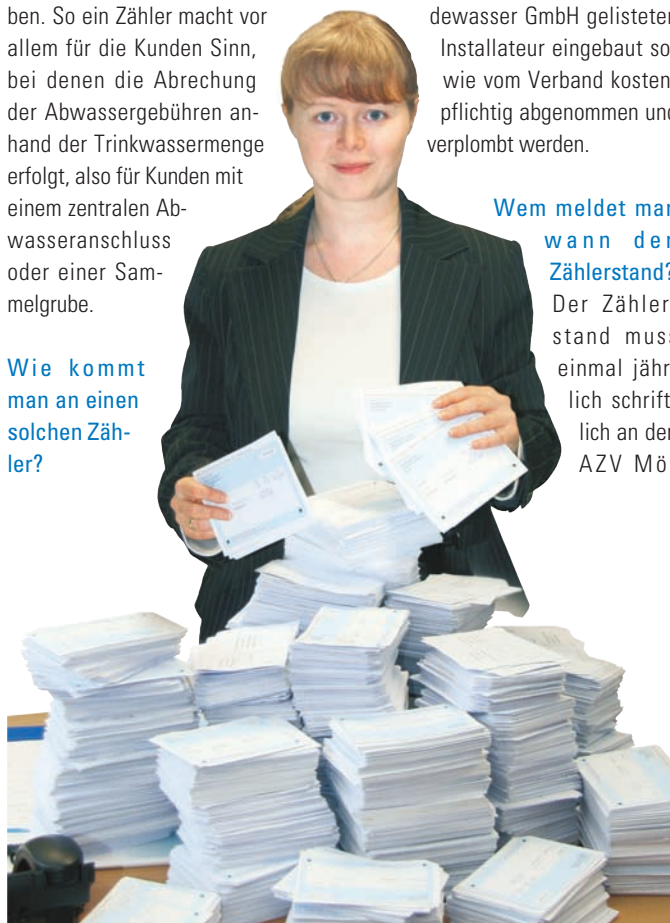 ben. So ein Zähler macht vor
allem für die Kunden Sinn,
bei denen die Abrechung
der Abwassergebühren an-
hand der Trinkwassermenge
erfolgt, also für Kunden mit
einem zentralen Ab-
wasseranschluss
oder einer Sam-
melgrube.
Wie kommt
man an einen
solchen Zäh-
ler?
dewasser GmbH gelisteter
Installateur eingebaut so
wie vom Verband kosten
pflichtig abgenommen und
verplombt werden.
Wem meldet man
wann den
Zählerstand?
Der Zähler
stand muss
einmal jähr
lich schrift
lich an den
AZV Mö